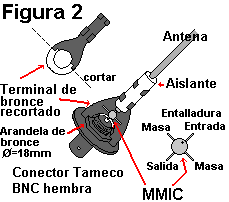 Figura 2
Antena
cortar
Aislante
Terminal de
bronce
recortado
Entalladura
Masa
Entrada
Arandela de
bronce
Ø=18mm
Salida
Masa
Conector Tameco
BNC hembra
MMIC